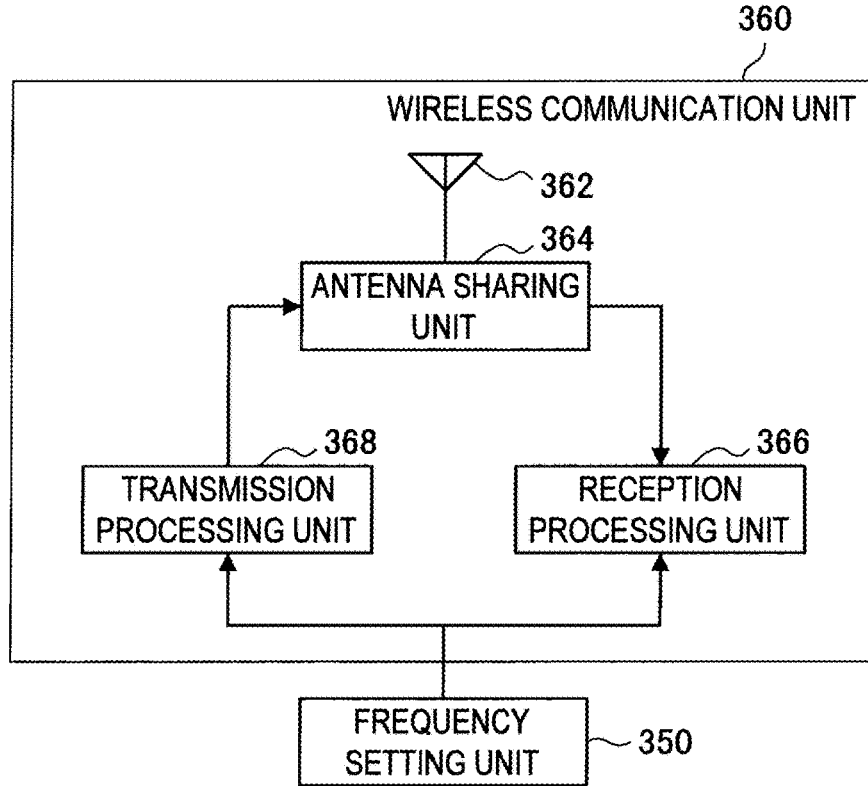 360
WIRELESS COMMUNICATION UNIT
362
364
ANTENNA SHARING
UNIT
368
TRANSMISSION
PROCESSING UNIT
366
RECEPTION
PROCESSING UNIT
FREQUENCY
SETTING UNIT
350